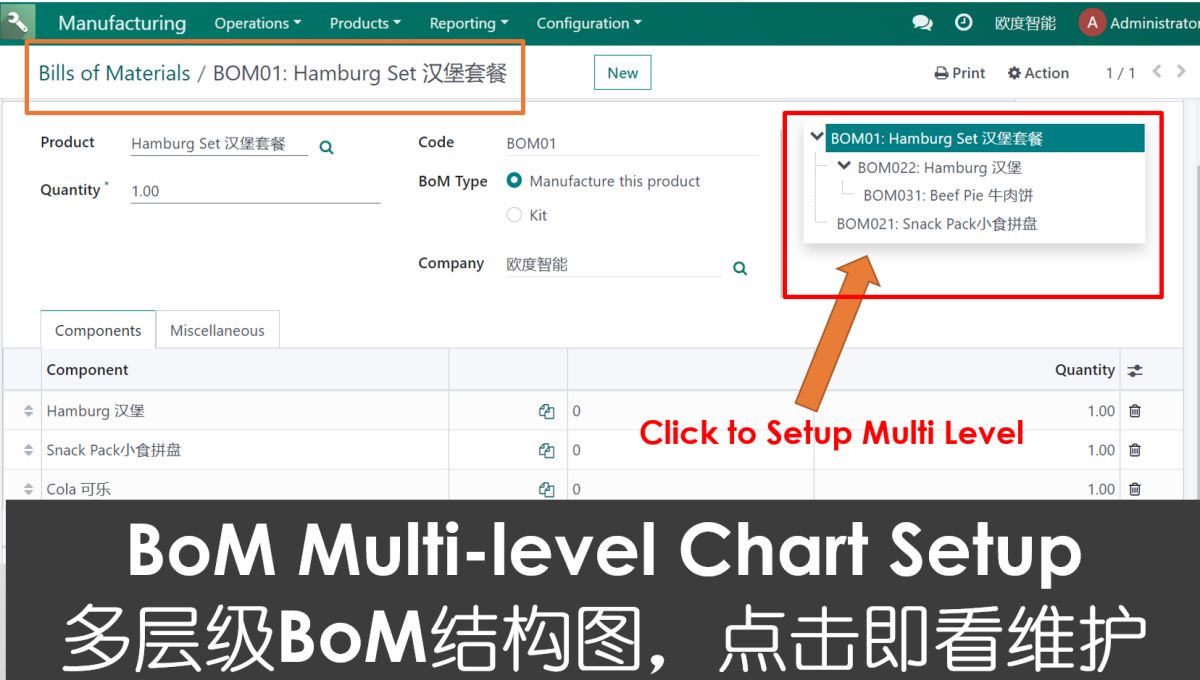 Manufacturing Operations Products Reporting Configuration 欧度智能 A Administrator
Bills of Materials / BOM01: Hamburg Set 汉堡套餐 New Print Action 1 / 1
Product Hamburg Set 汉堡套餐 Code BOM01
Quantity * 1.00 BoM Type Manufacture this product
Kit
Company 欧度智能
BOM01: Hamburg Set 汉堡套餐
BOM022: Hamburg 汉堡
BOM031: Beef Pie 牛肉饼
BOM021: Snack Pack小食拼盘
Components Miscellaneous
Component Quantity
Hamburg 汉堡 0 1.00
Click to Setup Multi Level
Snack Pack小食拼盘 0 1.00
Cola 可乐 0 1.00
BoM Multi-level Chart Setup
多层级BoM结构图，点击即看维护